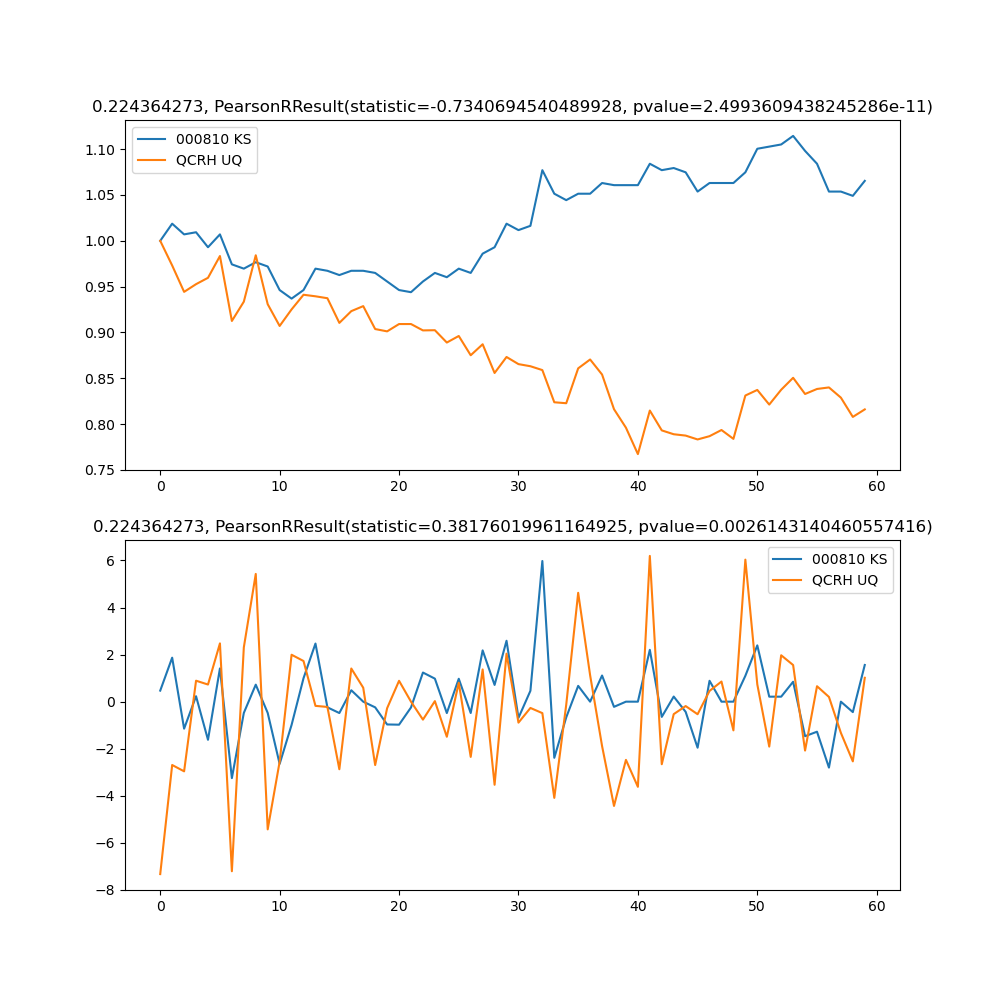 0.224364273, PearsonRResult(statistic=-0.7340694540489928, pvalue=2.4993609438245286e-11)
000810 KS
QCRH UQ
1.10
1.05
1.00
0.95
0.90
0.85
0.80
0.75
0 10 20 30 40 50 60
0.224364273, PearsonRResult(statistic=0.38176019961164925, pvalue=0.0026143140460557416)
000810 KS
QCRH UQ
6
4
2
0
−2
−4
−6
−8
0 10 20 30 40 50 60